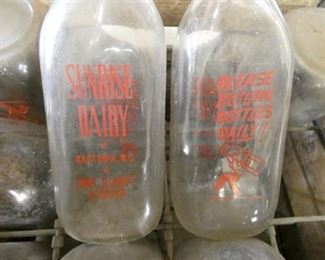 SUNRISE
DAIRY
GASTONIA, N.C.
PLEASE
RETURN
BOTTLES
DAILY!